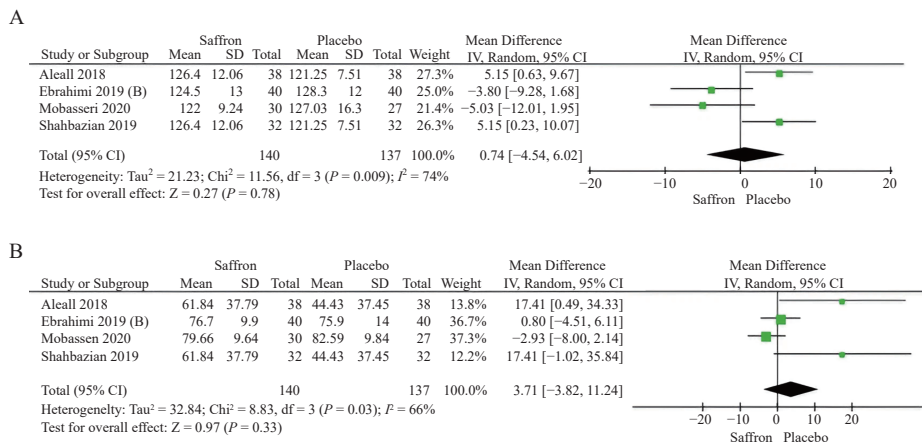 A
Saffron Placebo Mean Difference Mean Difference
Study or Subgroup Mean SD Total Mean SD Total Weight IV, Random, 95% CI IV, Random, 95% CI
Aleall 2018 126.4 12.06 38 121.25 7.51 38 27.3% 5.15 [0.63, 9.67]
Ebrahimi 2019 (B) 124.5 13 40 128.3 12 40 25.0% −3.80 [−9.28, 1.68]
Mobasseri 2020 122 9.24 30 127.03 16.3 27 21.4% −5.03 [−12.01, 1.95]
Shahbazian 2019 126.4 12.06 32 121.25 7.51 32 26.3% 5.15 [0.23, 10.07]
Total (95% CI) 140 137 100.0% 0.74 [−4.54, 6.02]
Heterogeneity: Tau² = 21.23; Chi² = 11.56, df = 3 (P = 0.009); I² = 74%
Test for overall effect: Z = 0.27 (P = 0.78)
−20 −10 0 10 20
Saffron Placebo
B
Saffron Placebo Mean Difference Mean Difference
Study or Subgroup Mean SD Total Mean SD Total Weight IV, Random, 95% CI IV, Random, 95% CI
Aleall 2018 61.84 37.79 38 44.43 37.45 38 13.8% 17.41 [0.49, 34.33]
Ebrahimi 2019 (B) 76.7 9.9 40 75.9 14 40 36.7% 0.80 [−4.51, 6.11]
Mobassen 2020 79.66 9.64 30 82.59 9.84 27 37.3% −2.93 [−8.00, 2.14]
Shahbazian 2019 61.84 37.79 32 44.43 37.45 32 12.2% 17.41 [−1.02, 35.84]
Total (95% CI) 140 137 100.0% 3.71 [−3.82, 11.24]
Heterogenelty: Tau² = 32.84; Chi² = 8.83, df = 3 (P = 0.03); I² = 66%
Test for overall effect: Z = 0.97 (P = 0.33)
−20 −10 0 10 20
Saffron Placebo